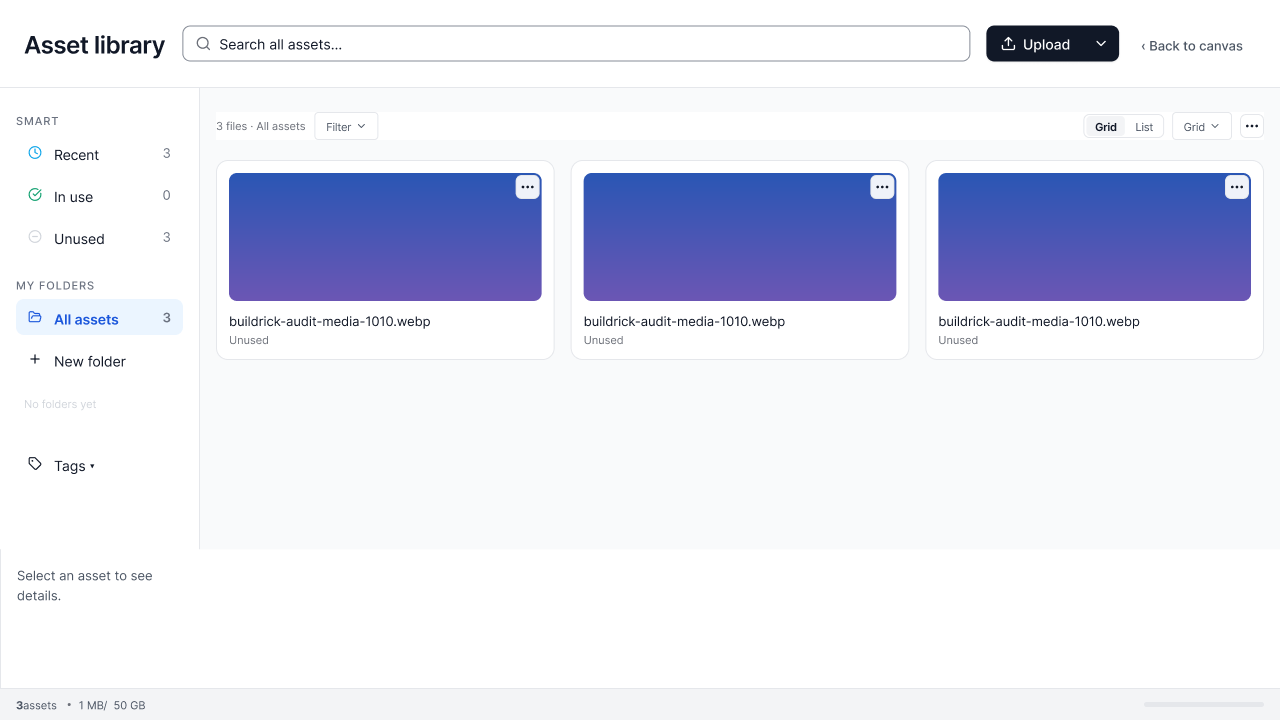 Asset library
Search all assets...
Upload
‹ Back to canvas
SMART
Recent 3
In use 0
Unused 3
MY FOLDERS
All assets 3
New folder
No folders yet
Tags ▾
3 files · All assets
Filter
Grid
List
Grid
buildrick-audit-media-1010.webp
Unused
buildrick-audit-media-1010.webp
Unused
buildrick-audit-media-1010.webp
Unused
Select an asset to see
details.
3assets • 1 MB/ 50 GB